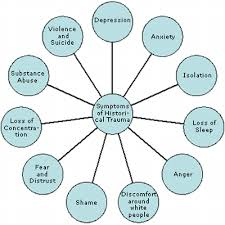 Depression
Anxiety
Isolation
Loss of
Sleep
Anger
Discomfort
around
white
people
Shame
Fear
and
Distrust
Loss of
Concentra-
tion
Substance
Abuse
Violence
and
Suicide
Symptoms
of Histori-
cal Trauma